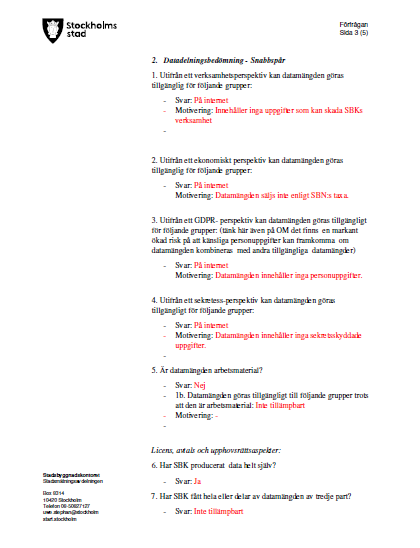 Stockholms
stad
Förfrågan
Sida 3 (5)
2. Datadelningsbedömning - Snabbspår
1. Utifrån ett verksamhetsperspektiv kan datamängden göras
tillgänglig för följande grupper:
- Svar: På internet
- Motivering: Innehåller inga uppgifter som kan skada SBKs
verksamhet
-
2. Utifrån ett ekonomiskt perspektiv kan datamängden göras
tillgänglig för följande grupper:
- Svar: På internet
Motivering: Datamängden säljs inte enligt SBN:s taxa.
3. Utifrån ett GDPR- perspektiv kan datamängden göras tillgängligt
för följande grupper: (tänk här även på OM det finns en markant
ökad risk på att känsliga personuppgifter kan framkomma om
datamängden kombineras med andra tillgängliga datamängder)
- Svar: På internet
Motivering: Datamängden innehåller inga personuppgifter.
4. Utifrån ett sekretess-perspektiv kan datamängden göras
tillgängligt för följande grupper:
- Svar: På internet
- Motivering: Datamängden innehåller inga sekretsskyddade
uppgifter.
-
5. Är datamängden arbetsmaterial?
- Svar: Nej
- 1b. Datamängden göras tillgängligt till följande grupper trots
att den är arbetsmaterial: Inte tillämpbart
- Motivering: -
-
Licens, avtals och upphovsrättsaspekter:
6. Har SBK producerat data helt själv?
- Svar: Ja
7. Har SBK fått hela eller delar av datamängden av tredje part?
- Svar: Inte tillämpbart
Stadsbyggnadskontoret
Stadsmätningsavdelningen
Box 8314
10420 Stockholm
Telefon 08-50827127
uwe.stephan@stockholm
start.stockholm